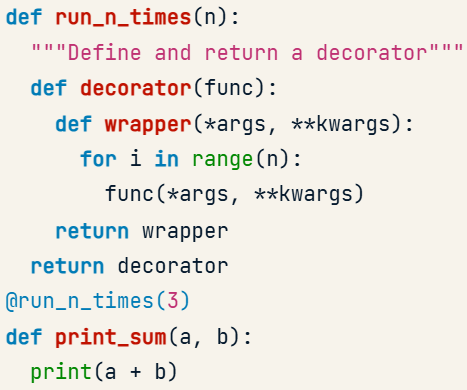 def run_n_times(n):
  """Define and return a decorator"""
  def decorator(func):
    def wrapper(*args, **kwargs):
      for i in range(n):
        func(*args, **kwargs)
    return wrapper
  return decorator
@run_n_times(3)
def print_sum(a, b):
  print(a + b)